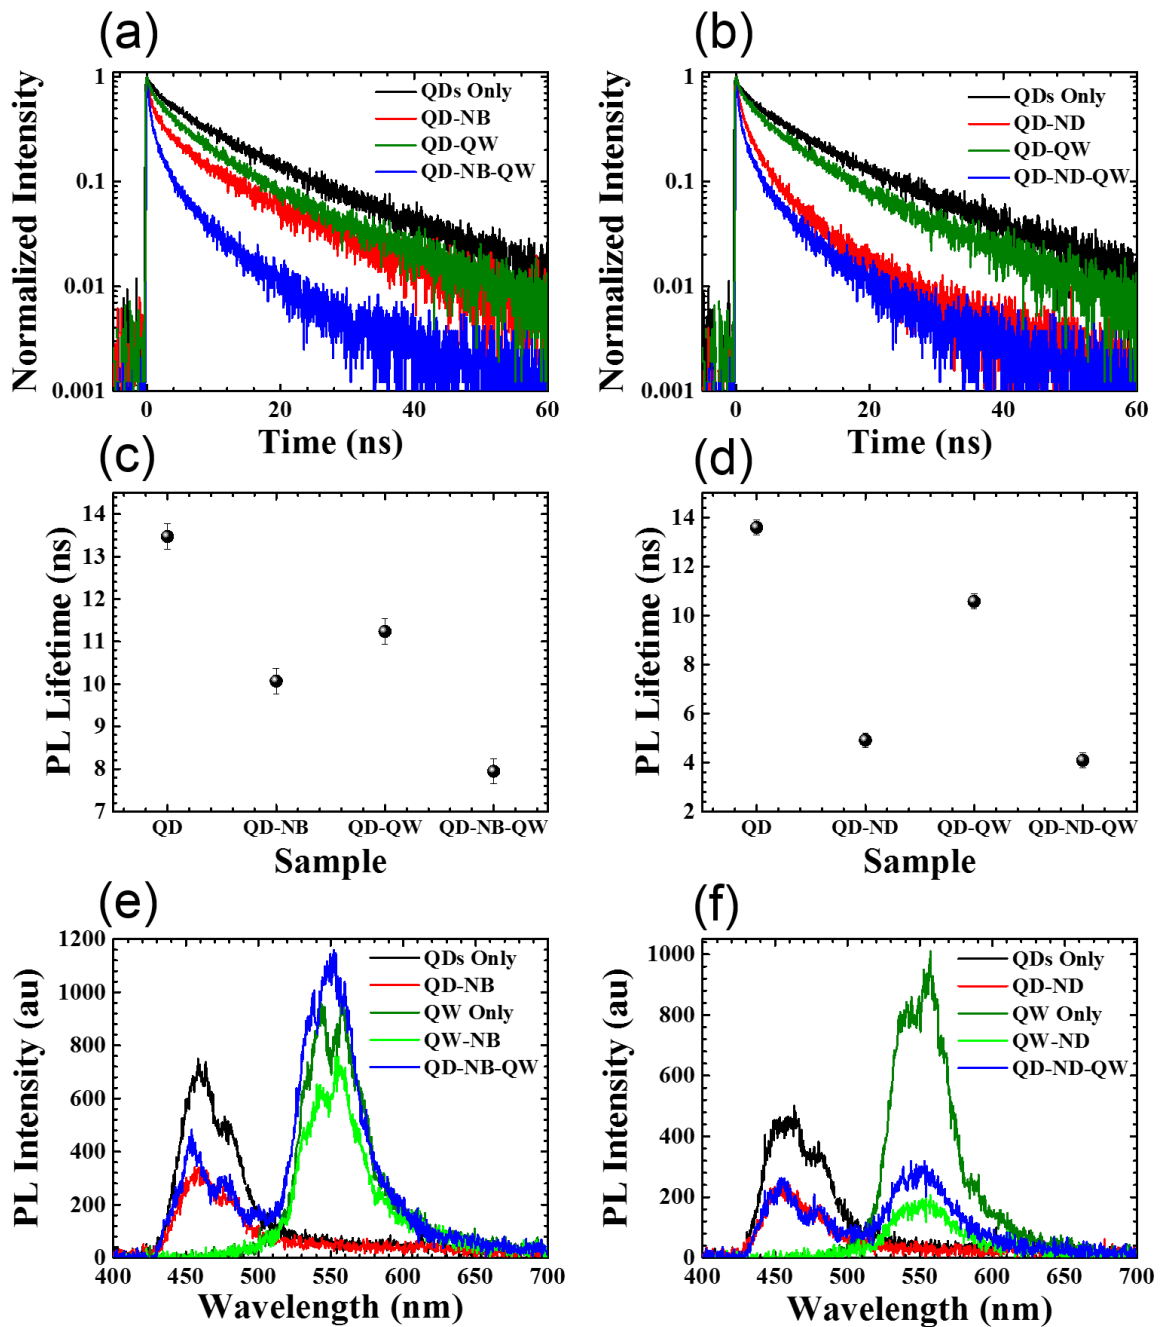 (a)
Normalized Intensity
1
0.1
0.01
0.001
QDs Only
QD-NB
QD-QW
QD-NB-QW
0 20 40 60
Time (ns)
(b)
Normalized Intensity
1
0.1
0.01
0.001
QDs Only
QD-ND
QD-QW
QD-ND-QW
0 20 40 60
Time (ns)
(c)
PL Lifetime (ns)
14
13
12
11
10
9
8
7
QD QD-NB QD-QW QD-NB-QW
Sample
(d)
PL Lifetime (ns)
14
12
10
8
6
4
2
QD QD-ND QD-QW QD-ND-QW
Sample
(e)
PL Intensity (au)
1200
1000
800
600
400
200
0
QDs Only
QD-NB
QW Only
QW-NB
QD-NB-QW
400 450 500 550 600 650 700
Wavelength (nm)
(f)
PL Intensity (au)
1000
800
600
400
200
0
QDs Only
QD-ND
QW Only
QW-ND
QD-ND-QW
400 450 500 550 600 650 700
Wavelength (nm)